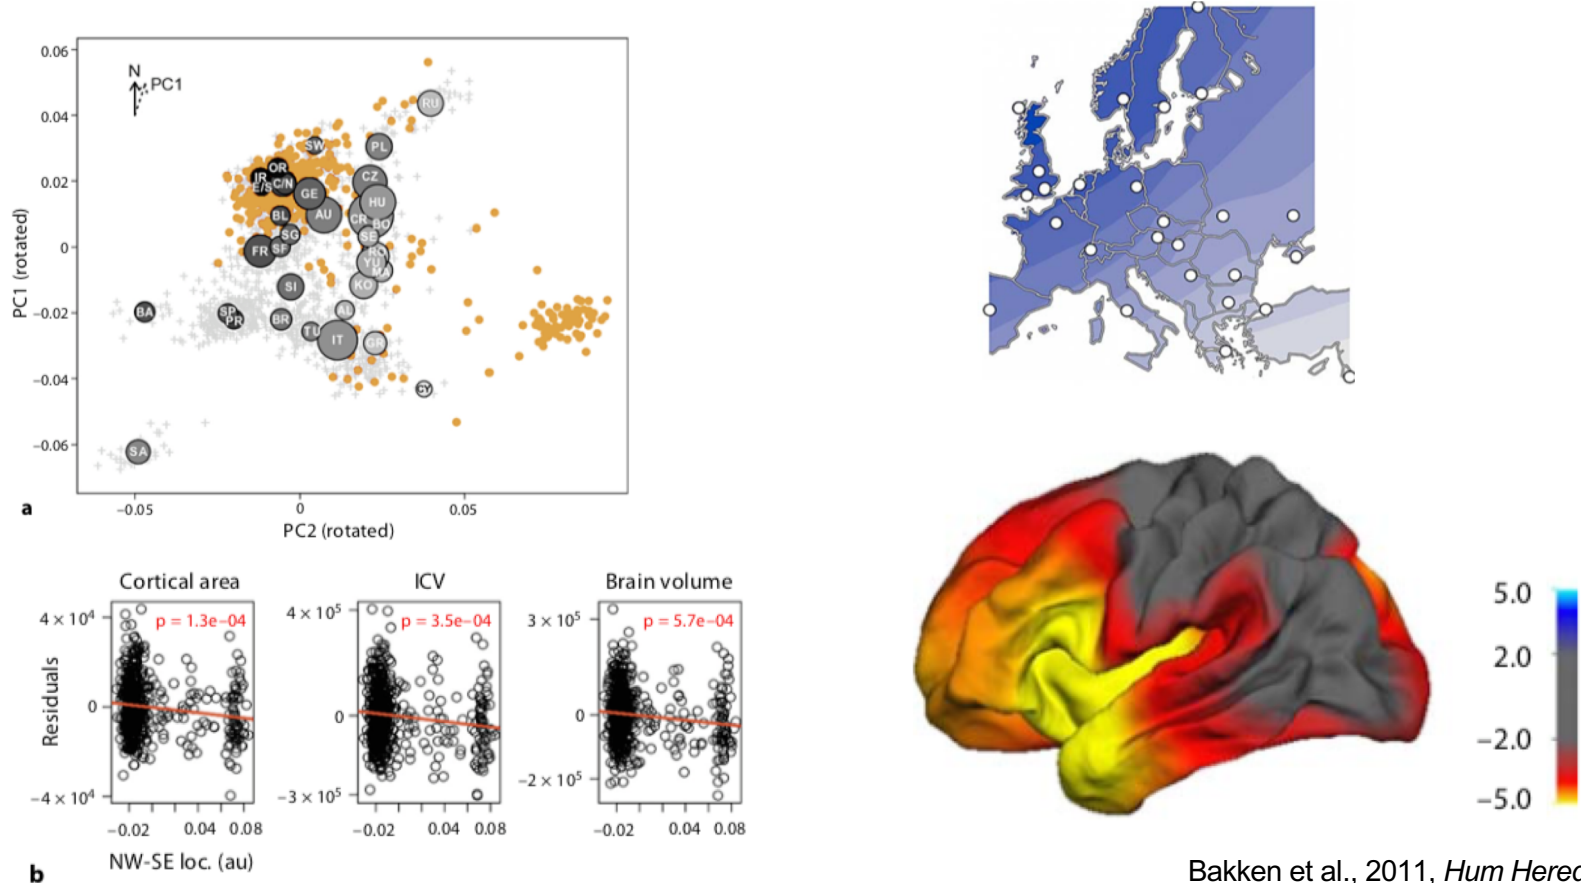 0.06
0.04
0.02
0
−0.02
−0.04
−0.06
PC1 (rotated)
N
PC1
RU
SW
PL
OR
IR
E/S
C/N
CZ
GE
HU
AU
CR
BO
BL
SG
SE
FR
SF
RO
YU
MA
SI
KO
BA
SP
PR
BR
AL
TU
IT
GR
CY
SA
−0.05
0
0.05
PC2 (rotated)
a
Cortical area
ICV
Brain volume
p = 1.3e−04
p = 3.5e−04
p = 5.7e−04
4 × 10⁴
0
−4 × 10⁴
4 × 10⁵
0
−3 × 10⁵
3 × 10⁵
0
−2 × 10⁵
Residuals
−0.02 0.04 0.08
−0.02 0.04 0.08
−0.02 0.04 0.08
NW-SE loc. (au)
b
5.0
2.0
−2.0
−5.0
Bakken et al., 2011, Hum Hered